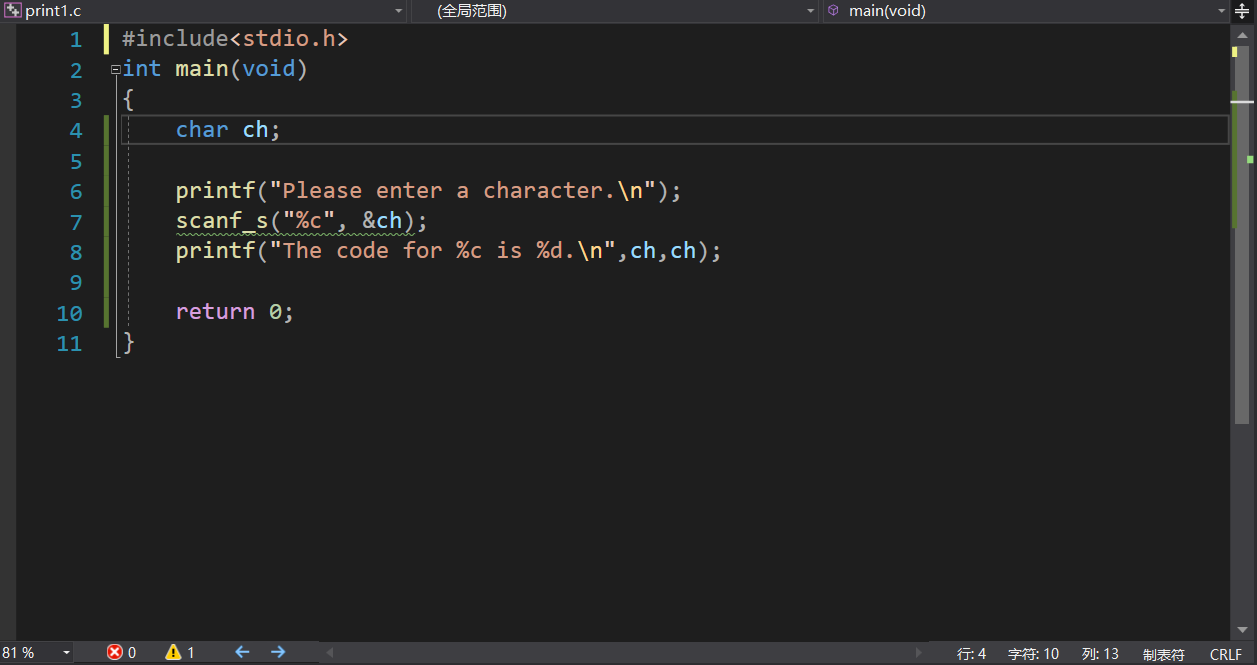 print1.c (全局范围) main(void)
1 #include<stdio.h>
2 int main(void)
3 {
4 char ch;
5
6 printf("Please enter a character.\n");
7 scanf_s("%c", &ch);
8 printf("The code for %c is %d.\n",ch,ch);
9
10 return 0;
11 }
81 % 0 1 行: 4 字符: 10 列: 13 制表符 CRLF